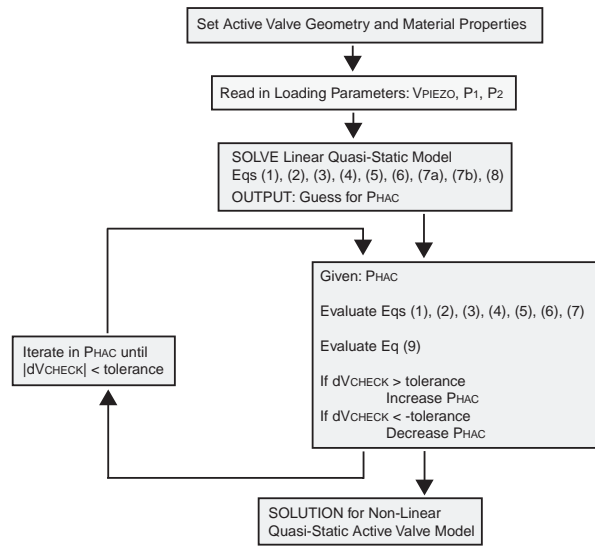 Set Active Valve Geometry and Material Properties
Read in Loading Parameters: VPIEZO, P1, P2
SOLVE Linear Quasi-Static Model
Eqs (1), (2), (3), (4), (5), (6), (7a), (7b), (8)
OUTPUT: Guess for PHAC
Given: PHAC
Evaluate Eqs (1), (2), (3), (4), (5), (6), (7)
Evaluate Eq (9)
If dVCHECK > tolerance
Increase PHAC
If dVCHECK < -tolerance
Decrease PHAC
Iterate in PHAC until
|dVCHECK| < tolerance
SOLUTION for Non-Linear
Quasi-Static Active Valve Model